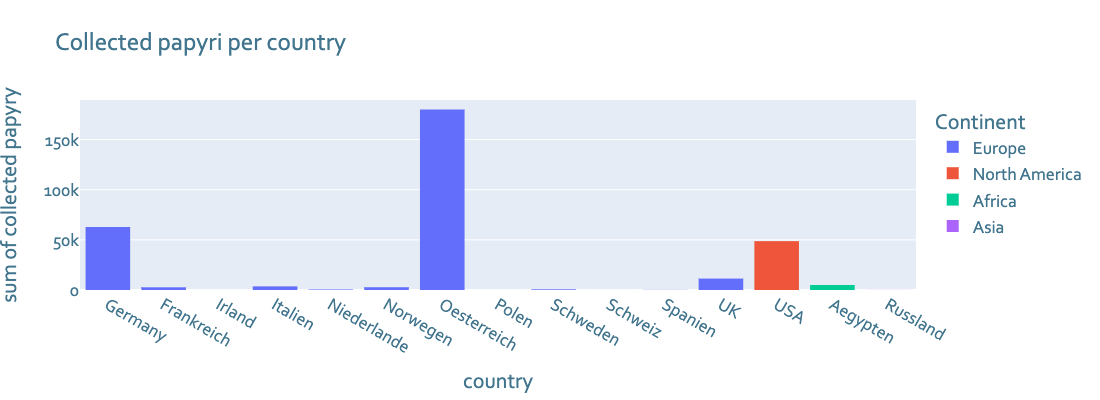 Collected papyri per country
sum of collected papyry
150k
100k
50k
0
Germany
Frankreich
Irland
Italien
Niederlande
Norwegen
Oesterreich
Polen
Schweden
Schweiz
Spanien
UK
USA
Aegypten
Russland
country
Continent
Europe
North America
Africa
Asia